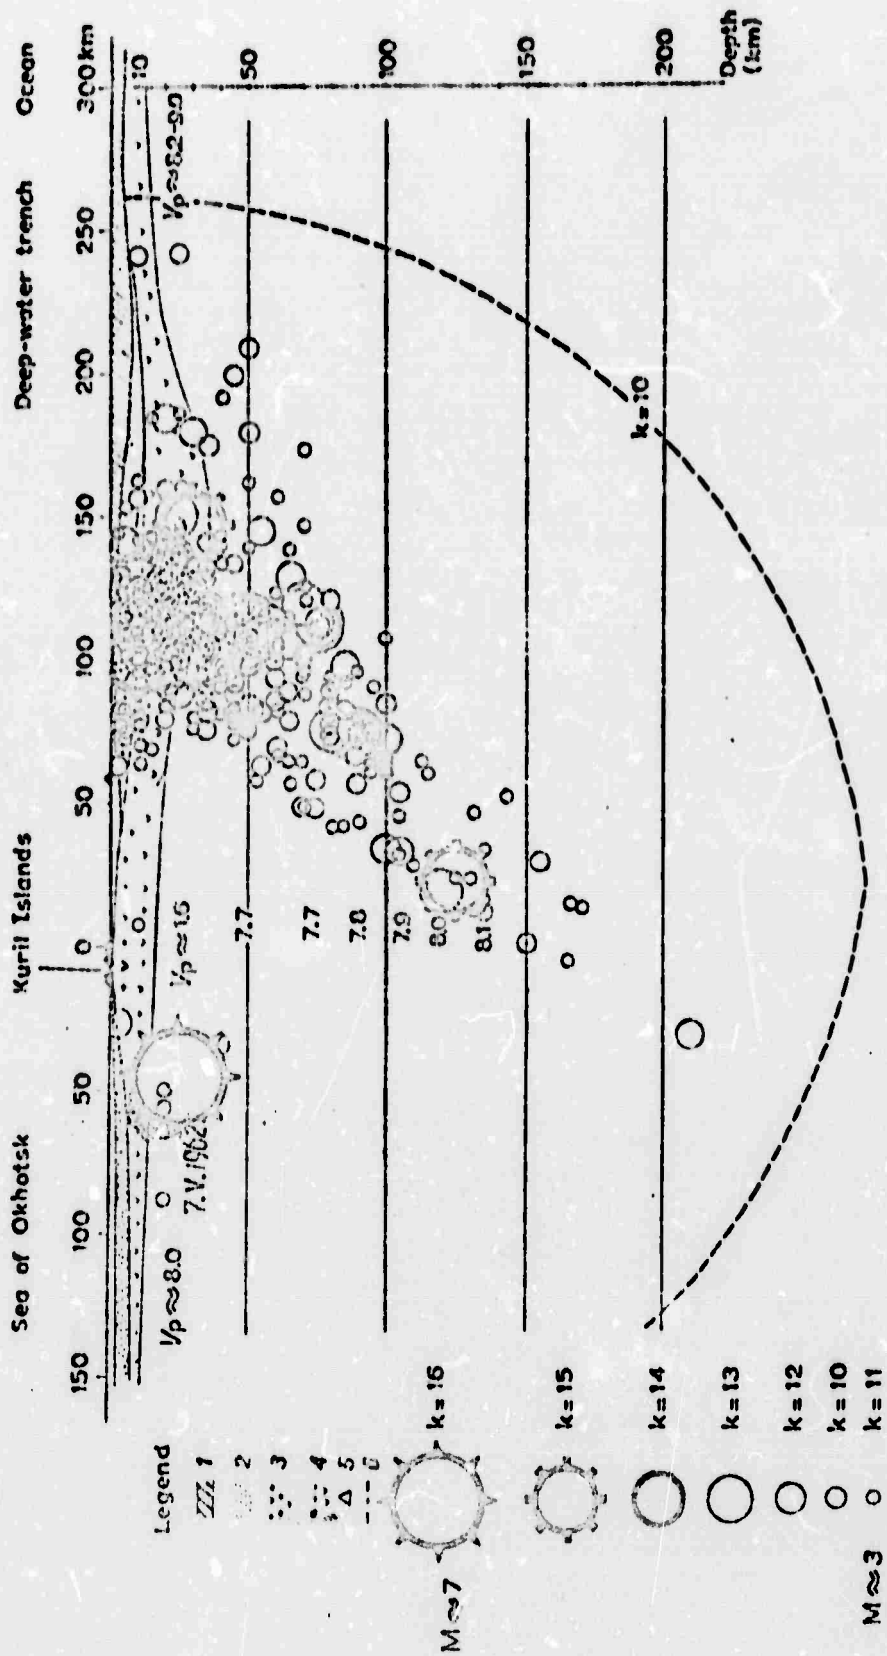 Sea of Okhotsk Kuril Islands Deep-water trench Ocean
150 100 50 0 50 100 150 200 250 300 km
10
Vp≈8.0 Vp≈8.2-9.0
7.V.1962
50
7.7
7.7
7.8
100
7.9
8.0
8.1
150
k=10
200
Depth
(km)
Legend
1
2
3
4
5
6
M≈7 k=16
k=15
k=14
k=13
k=12
k=10
M≈3 k=11